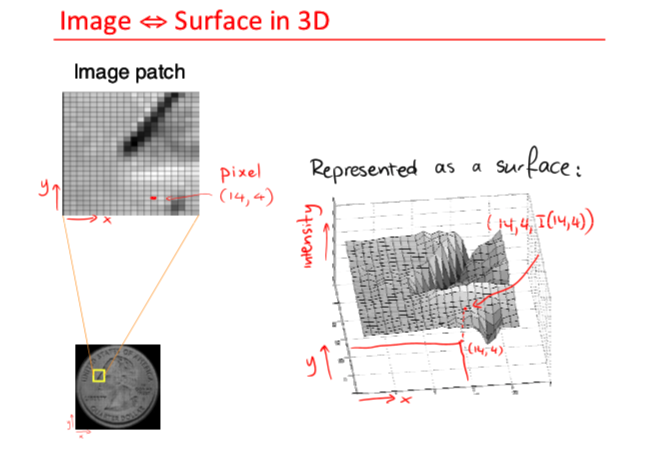 Image ⇔ Surface in 3D
Image patch
pixel
(14,4)
y
x
Represented as a surface:
intensity
(14,4,I(14,4))
(14,4)
y
x
y
x